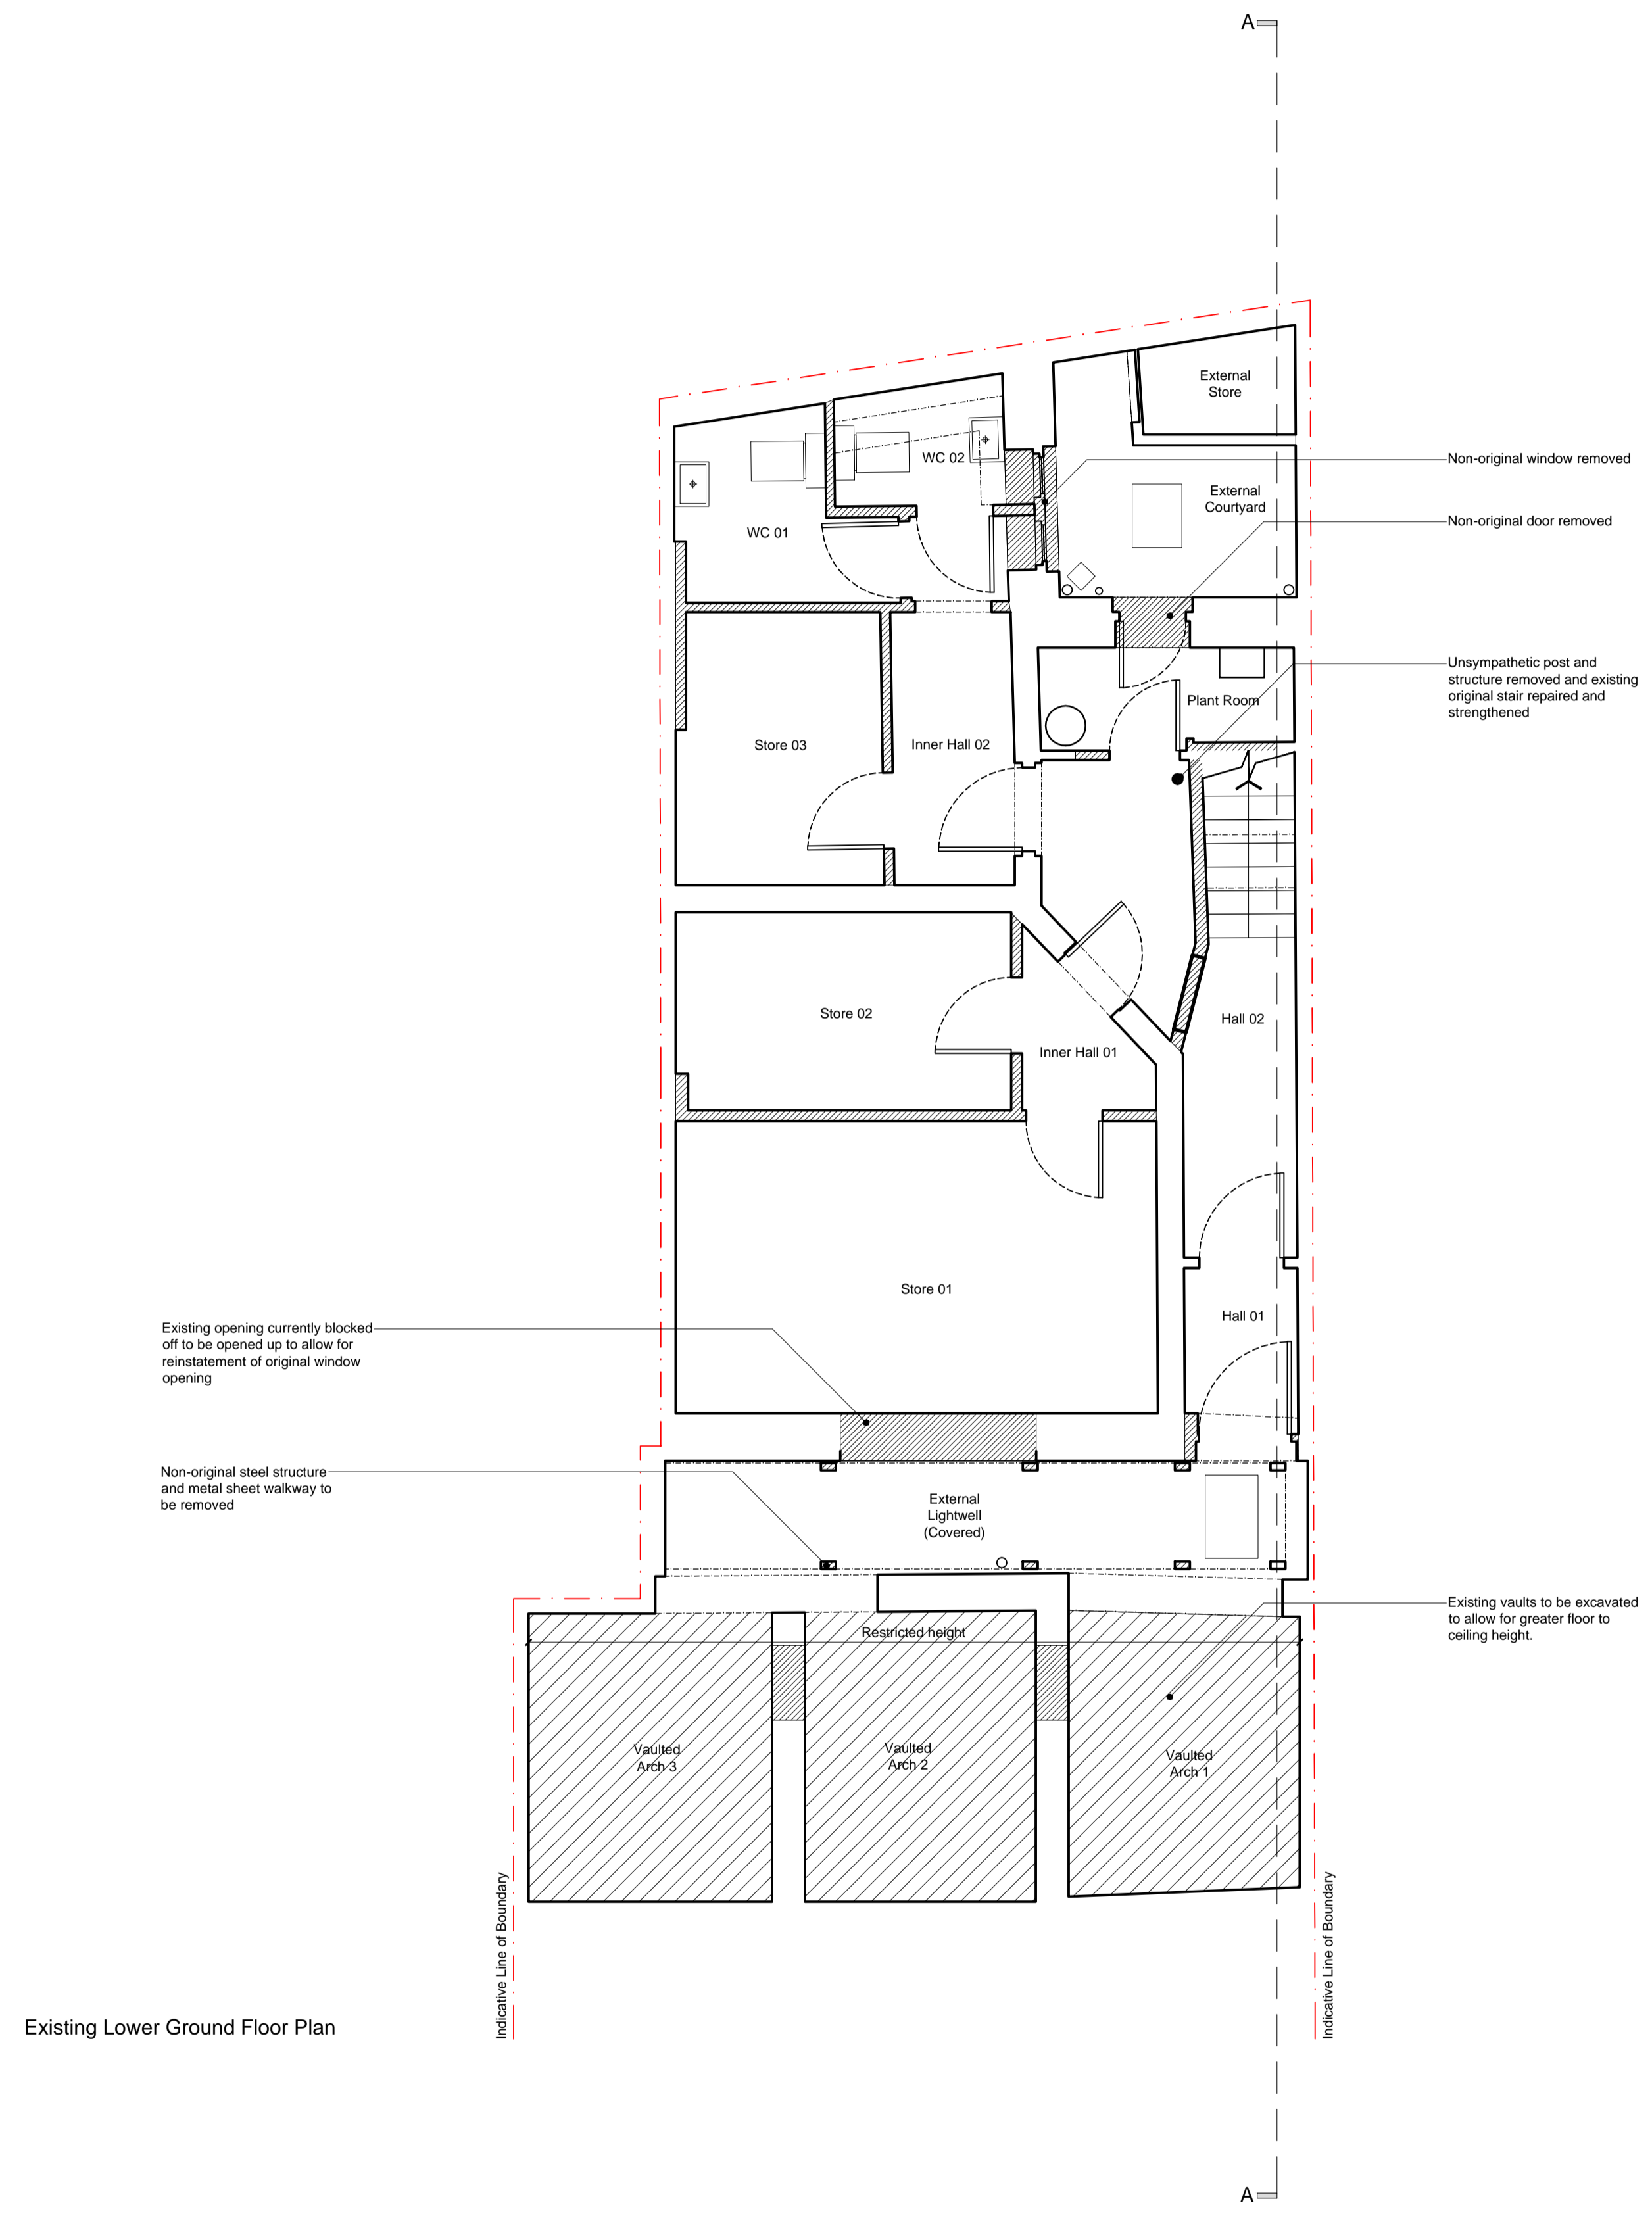 A
External
Store
Non-original window removed
WC 02
External
Courtyard
Non-original door removed
WC 01
Unsympathetic post and
structure removed and existing
original stair repaired and
strengthened
Plant Room
Store 03
Inner Hall 02
Store 02
Hall 02
Inner Hall 01
Store 01
Hall 01
Existing opening currently blocked
off to be opened up to allow for
reinstatement of original window
opening
Non-original steel structure
and metal sheet walkway to
be removed
External
Lightwell
(Covered)
Existing vaults to be excavated
to allow for greater floor to
ceiling height.
Restricted height
Vaulted
Arch 3
Vaulted
Arch 2
Vaulted
Arch 1
Indicative Line of Boundary
Indicative Line of Boundary
Existing Lower Ground Floor Plan
A